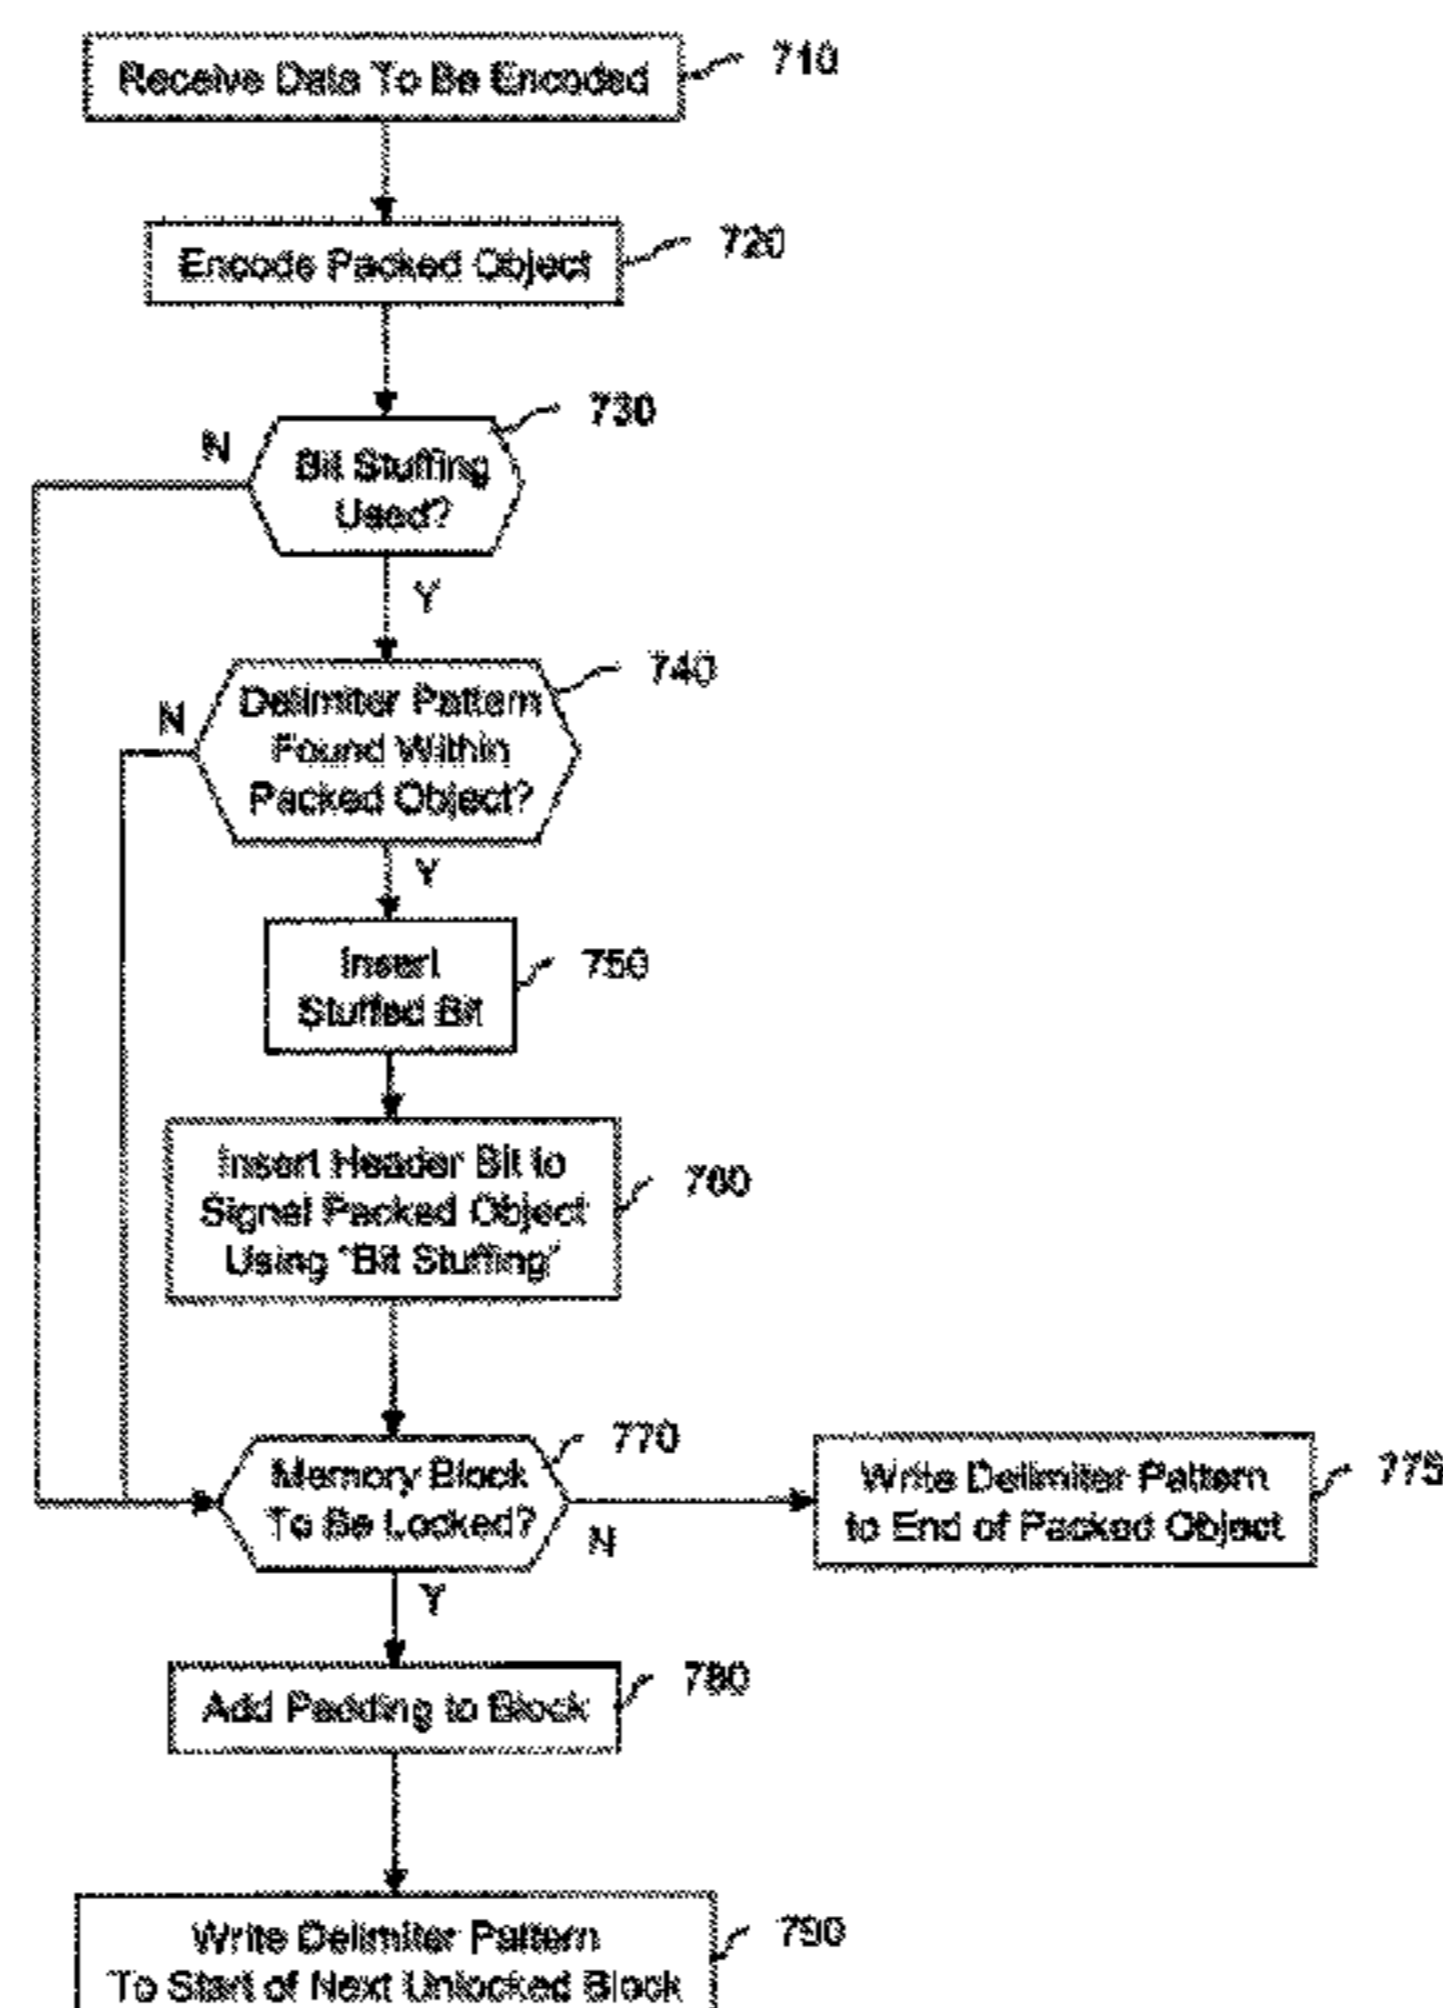 Receive Data To Be Encoded
710
Encode Packed Object
720
730
N
Bit Stuffing
Used?
Y
740
N
Delimiter Pattern
Found Within
Packed Object?
Y
Insert
Stuffed Bit
750
Insert Header Bit to
Signal Packed Object
Using "Bit Stuffing"
760
770
Memory Block
To Be Locked?
N
Write Delimiter Pattern
to End of Packed Object
775
Y
Add Padding to Block
780
Write Delimiter Pattern
To Start of Next Unlocked Block
790